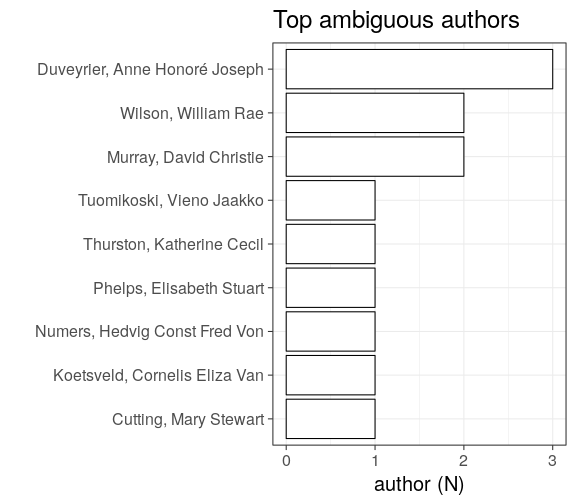 Top ambiguous authors
Duveyrier, Anne Honoré Joseph
Wilson, William Rae
Murray, David Christie
Tuomikoski, Vieno Jaakko
Thurston, Katherine Cecil
Phelps, Elisabeth Stuart
Numers, Hedvig Const Fred Von
Koetsveld, Cornelis Eliza Van
Cutting, Mary Stewart
0 1 2 3
author (N)